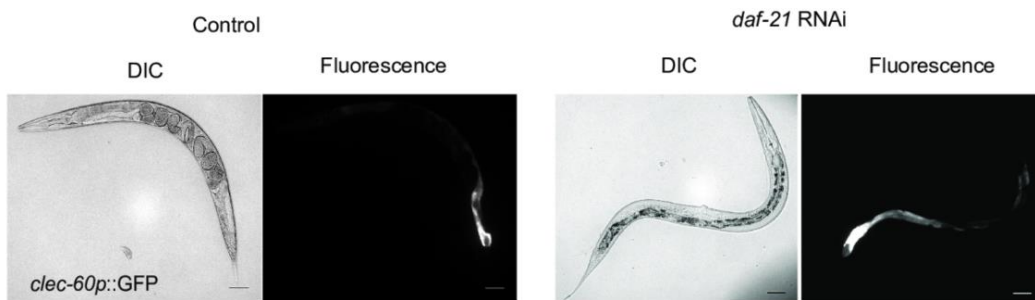 Control
DIC
Fluorescence
clec-60p::GFP
daf-21 RNAi
DIC
Fluorescence